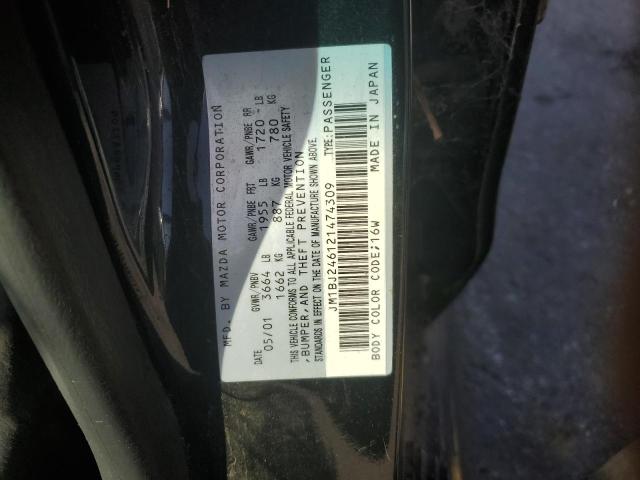 MFD. BY MAZDA MOTOR CORPORATION
DATE GVWR/PNBV GAWR/PNBE FRT GAWR/PNBE RR
05/01 3664 LB 1955 LB 1720 LB
1662 KG 887 KG 780 KG
THIS VEHICLE CONFORMS TO ALL APPLICABLE FEDERAL MOTOR VEHICLE SAFETY
,BUMPER,AND THEFT PREVENTION
STANDARDS IN EFFECT ON THE DATE OF MANUFACTURE SHOWN ABOVE.
JM1BJ246121474309 TYPE:PASSENGER
BODY COLOR CODE:16W MADE IN JAPAN